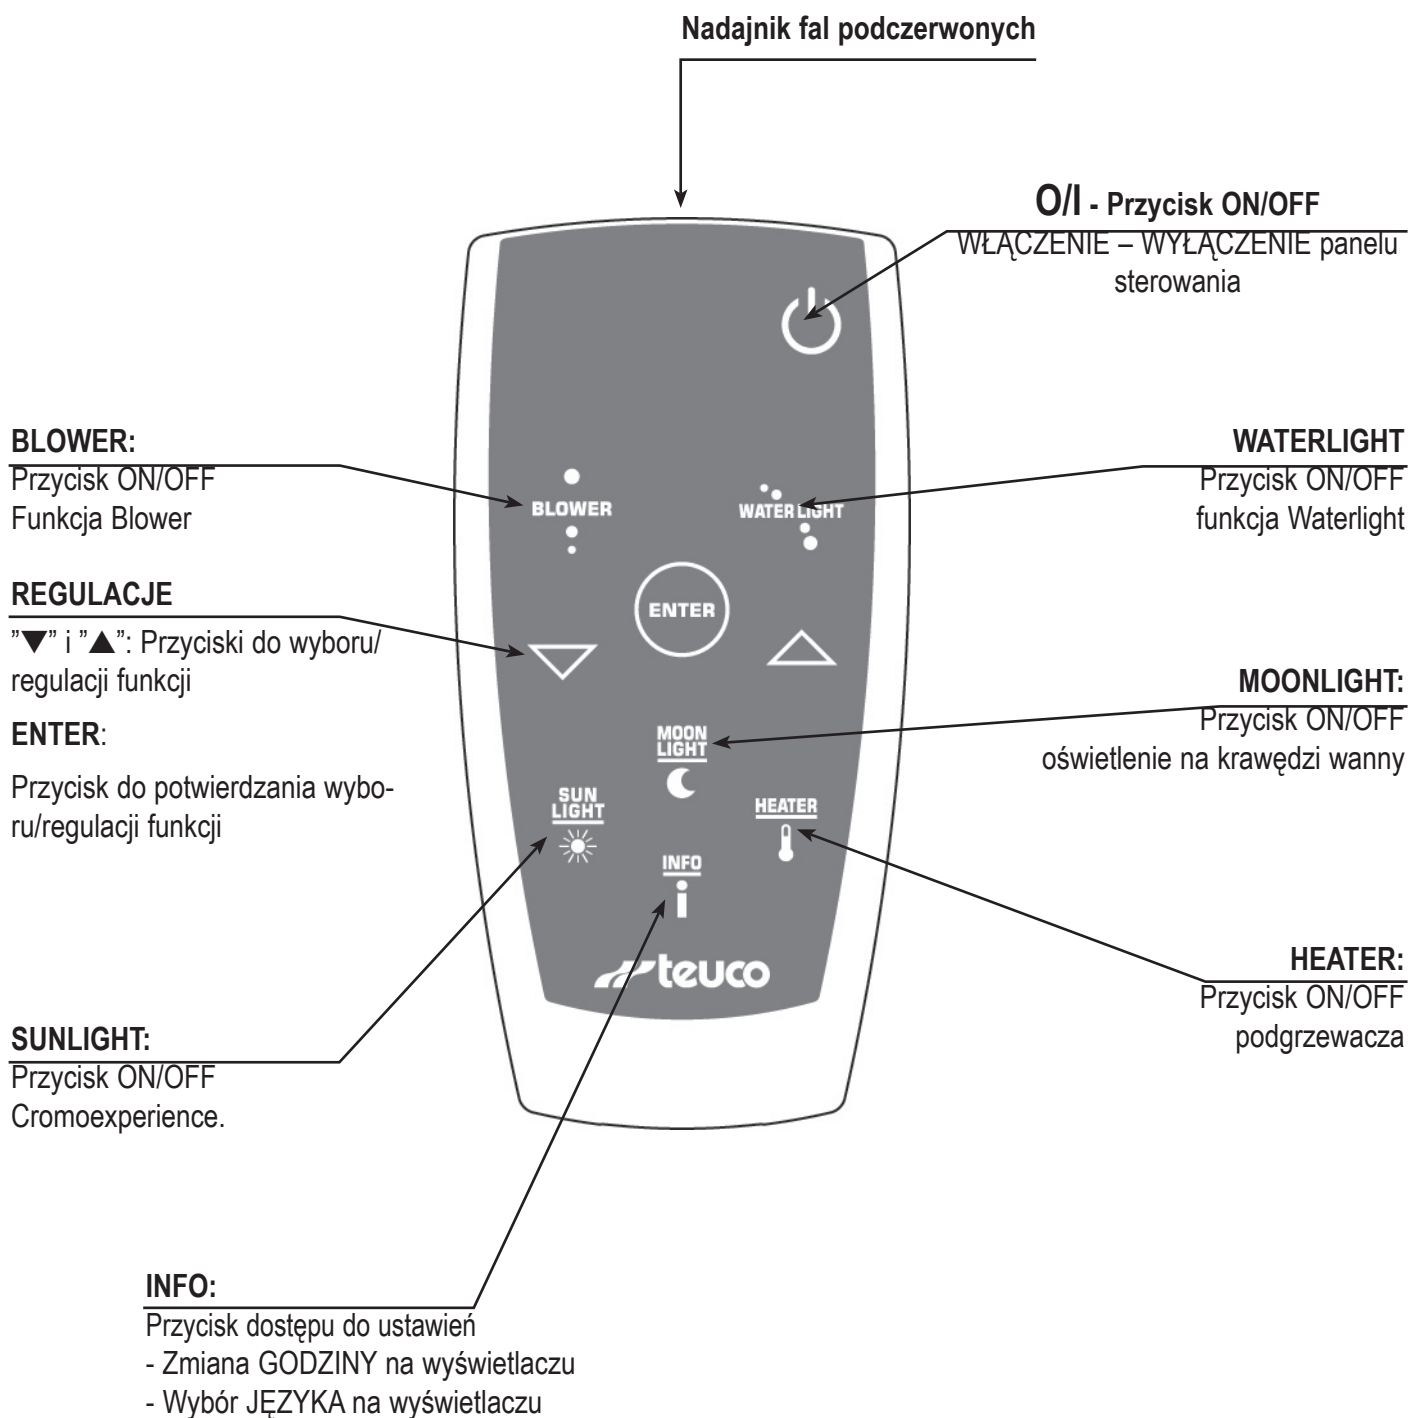 Nadajnik fal podczerwonych
O/I - Przycisk ON/OFF
WŁĄCZENIE – WYŁĄCZENIE panelu
sterowania
BLOWER:
Przycisk ON/OFF
Funkcja Blower
WATERLIGHT
Przycisk ON/OFF
funkcja Waterlight
REGULACJE
”▼” i ”▲”: Przyciski do wyboru/
regulacji funkcji
ENTER:
Przycisk do potwierdzania wybo-
ru/regulacji funkcji
MOONLIGHT:
Przycisk ON/OFF
oświetlenie na krawędzi wanny
BLOWER
WATER LIGHT
ENTER
MOON
LIGHT
SUN
LIGHT
HEATER
INFO
i
teuco
HEATER:
Przycisk ON/OFF
podgrzewacza
SUNLIGHT:
Przycisk ON/OFF
Cromoexperience.
INFO:
Przycisk dostępu do ustawień
- Zmiana GODZINY na wyświetlaczu
- Wybór JĘZYKA na wyświetlaczu